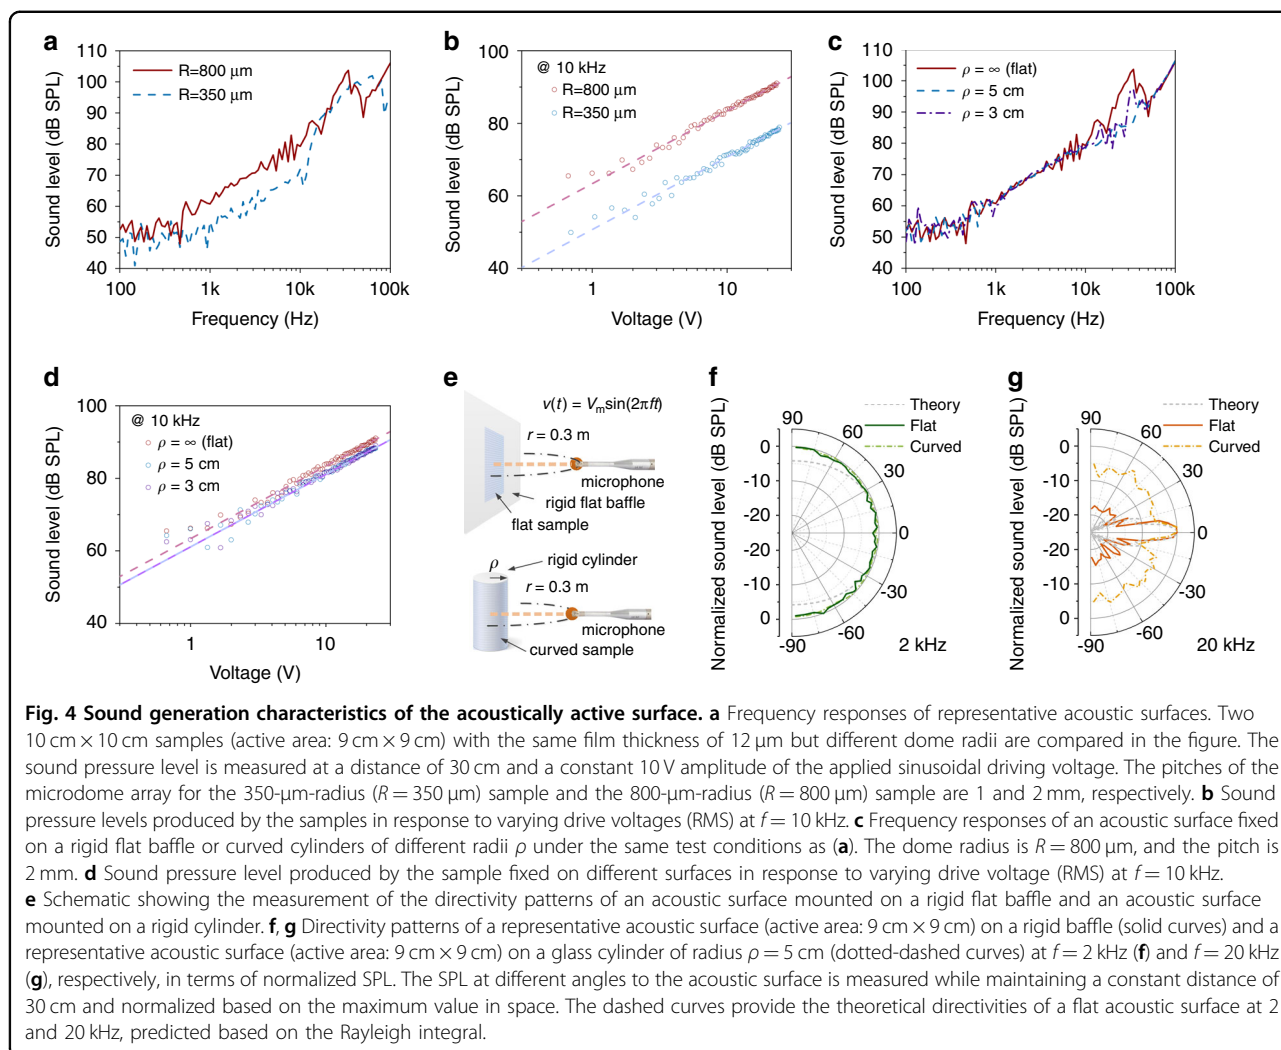 a
110
100
90
80
70
60
50
40
Sound level (dB SPL)
R=800 μm
R=350 μm
100
1k
10k
100k
Frequency (Hz)
b
100
80
60
40
Sound level (dB SPL)
@ 10 kHz
R=800 μm
R=350 μm
1
10
Voltage (V)
c
110
100
90
80
70
60
50
40
Sound level (dB SPL)
ρ = ∞ (flat)
ρ = 5 cm
ρ = 3 cm
100
1k
10k
100k
Frequency (Hz)
d
100
80
60
40
Sound level (dB SPL)
@ 10 kHz
ρ = ∞ (flat)
ρ = 5 cm
ρ = 3 cm
1
10
Voltage (V)
e
v(t) = Vmsin(2πft)
r = 0.3 m
microphone
rigid flat baffle
flat sample
ρ
rigid cylinder
r = 0.3 m
microphone
curved sample
f
Normalized sound level (dB SPL)
0
-10
-20
-20
-10
0
Theory
Flat
Curved
90
60
30
0
-30
-60
-90
2 kHz
g
Normalized sound level (dB SPL)
0
-10
-20
-20
-10
0
Theory
Flat
Curved
90
60
30
0
-30
-60
-90
20 kHz
Fig. 4 Sound generation characteristics of the acoustically active surface. a Frequency responses of representative acoustic surfaces. Two
10 cm × 10 cm samples (active area: 9 cm × 9 cm) with the same film thickness of 12 μm but different dome radii are compared in the figure. The
sound pressure level is measured at a distance of 30 cm and a constant 10 V amplitude of the applied sinusoidal driving voltage. The pitches of the
microdome array for the 350-μm-radius (R = 350 μm) sample and the 800-μm-radius (R = 800 μm) sample are 1 and 2 mm, respectively. b Sound
pressure levels produced by the samples in response to varying drive voltages (RMS) at f = 10 kHz. c Frequency responses of an acoustic surface fixed
on a rigid flat baffle or curved cylinders of different radii ρ under the same test conditions as (a). The dome radius is R = 800 μm, and the pitch is
2 mm. d Sound pressure level produced by the sample fixed on different surfaces in response to varying drive voltage (RMS) at f = 10 kHz.
e Schematic showing the measurement of the directivity patterns of an acoustic surface mounted on a rigid flat baffle and an acoustic surface
mounted on a rigid cylinder. f, g Directivity patterns of a representative acoustic surface (active area: 9 cm × 9 cm) on a rigid baffle (solid curves) and a
representative acoustic surface (active area: 9 cm × 9 cm) on a glass cylinder of radius ρ = 5 cm (dotted-dashed curves) at f = 2 kHz (f) and f = 20 kHz
(g), respectively, in terms of normalized SPL. The SPL at different angles to the acoustic surface is measured while maintaining a constant distance of
30 cm and normalized based on the maximum value in space. The dashed curves provide the theoretical directivities of a flat acoustic surface at 2
and 20 kHz, predicted based on the Rayleigh integral.